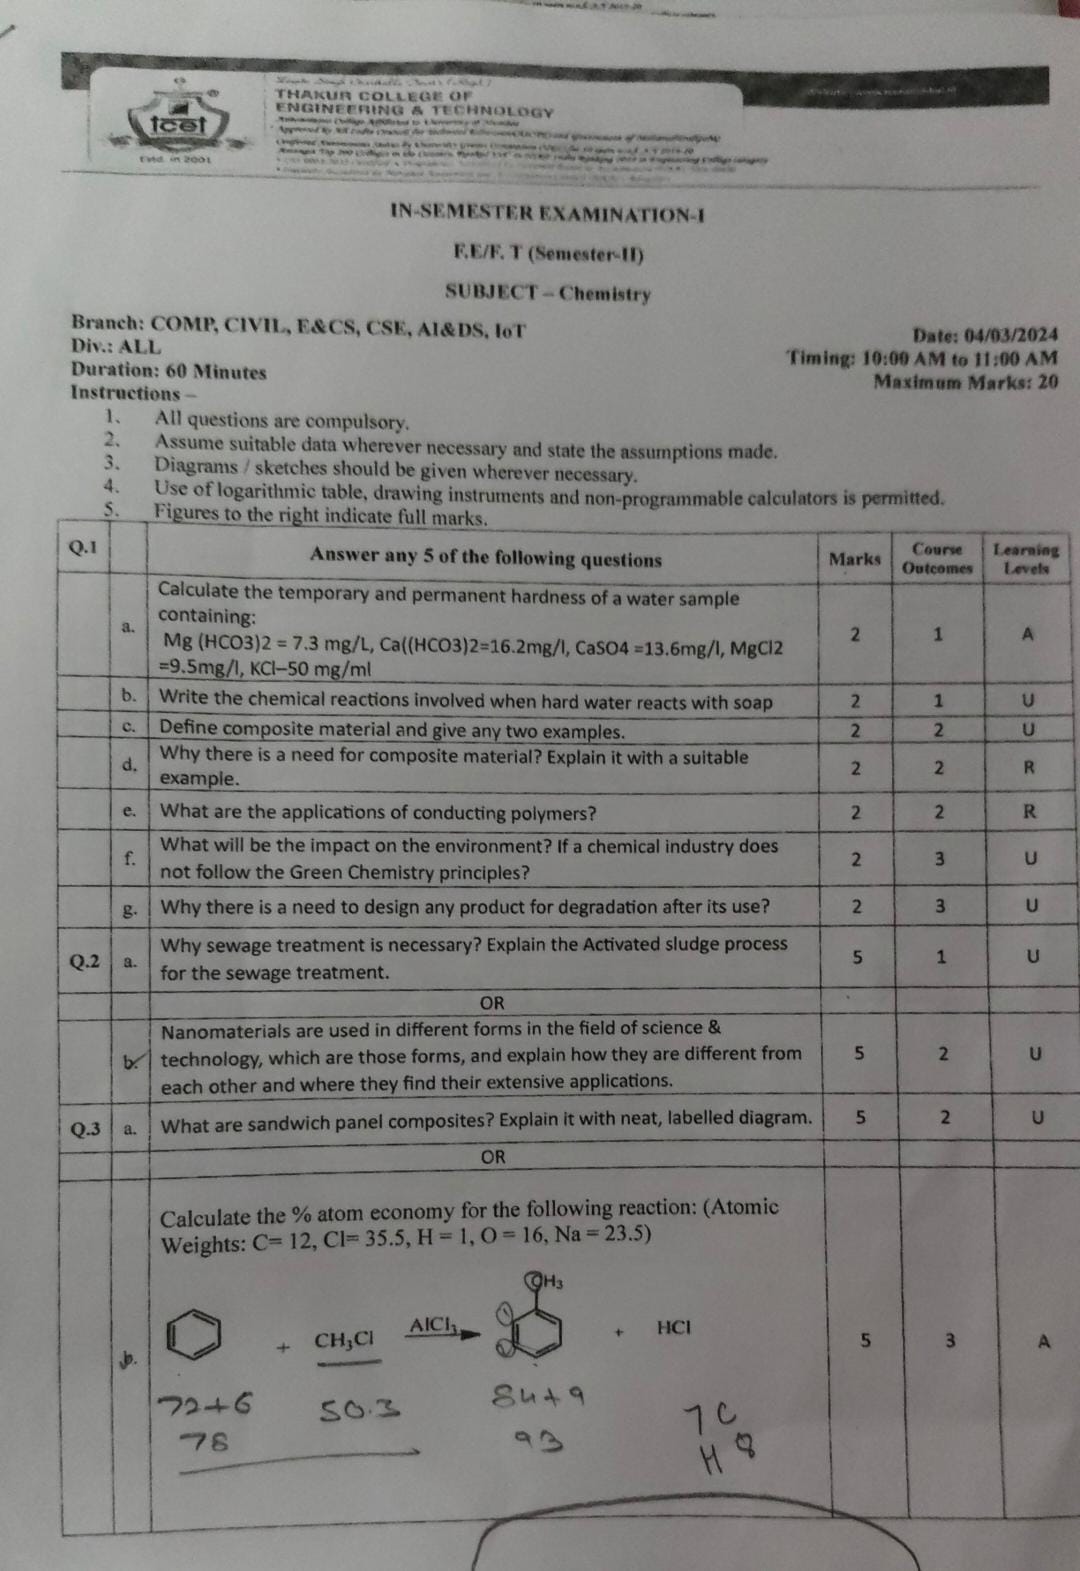 tcet
Estd. in 2001
THAKUR COLLEGE OF
ENGINEERING & TECHNOLOGY
IN-SEMESTER EXAMINATION-I
F.E/F. T (Semester-II)
SUBJECT – Chemistry
Branch: COMP, CIVIL, E&CS, CSE, AI&DS, IoT
Div.: ALL
Date: 04/03/2024
Duration: 60 Minutes
Timing: 10:00 AM to 11:00 AM
Instructions –
Maximum Marks: 20
1. All questions are compulsory.
2. Assume suitable data wherever necessary and state the assumptions made.
3. Diagrams / sketches should be given wherever necessary.
4. Use of logarithmic table, drawing instruments and non-programmable calculators is permitted.
5. Figures to the right indicate full marks.
Q.1 Answer any 5 of the following questions Marks Course Outcomes Learning Levels
Calculate the temporary and permanent hardness of a water sample
containing:
a. Mg (HCO3)2 = 7.3 mg/L, Ca((HCO3)2=16.2mg/l, CaSO4 =13.6mg/l, MgCl2 2 1 A
=9.5mg/l, KCl–50 mg/ml
b. Write the chemical reactions involved when hard water reacts with soap 2 1 U
c. Define composite material and give any two examples. 2 2 U
d. Why there is a need for composite material? Explain it with a suitable
example. 2 2 R
e. What are the applications of conducting polymers? 2 2 R
f. What will be the impact on the environment? If a chemical industry does
not follow the Green Chemistry principles? 2 3 U
g. Why there is a need to design any product for degradation after its use? 2 3 U
Q.2 a. Why sewage treatment is necessary? Explain the Activated sludge process
for the sewage treatment. 5 1 U
OR
Nanomaterials are used in different forms in the field of science &
b. technology, which are those forms, and explain how they are different from 5 2 U
each other and where they find their extensive applications.
Q.3 a. What are sandwich panel composites? Explain it with neat, labelled diagram. 5 2 U
OR
Calculate the % atom economy for the following reaction: (Atomic
Weights: C= 12, Cl= 35.5, H = 1, O = 16, Na = 23.5)
CH3
b. + CH3Cl AlCl3 + HCl 5 3 A
72+6 50.3 84+9 7C
78 93 H 8